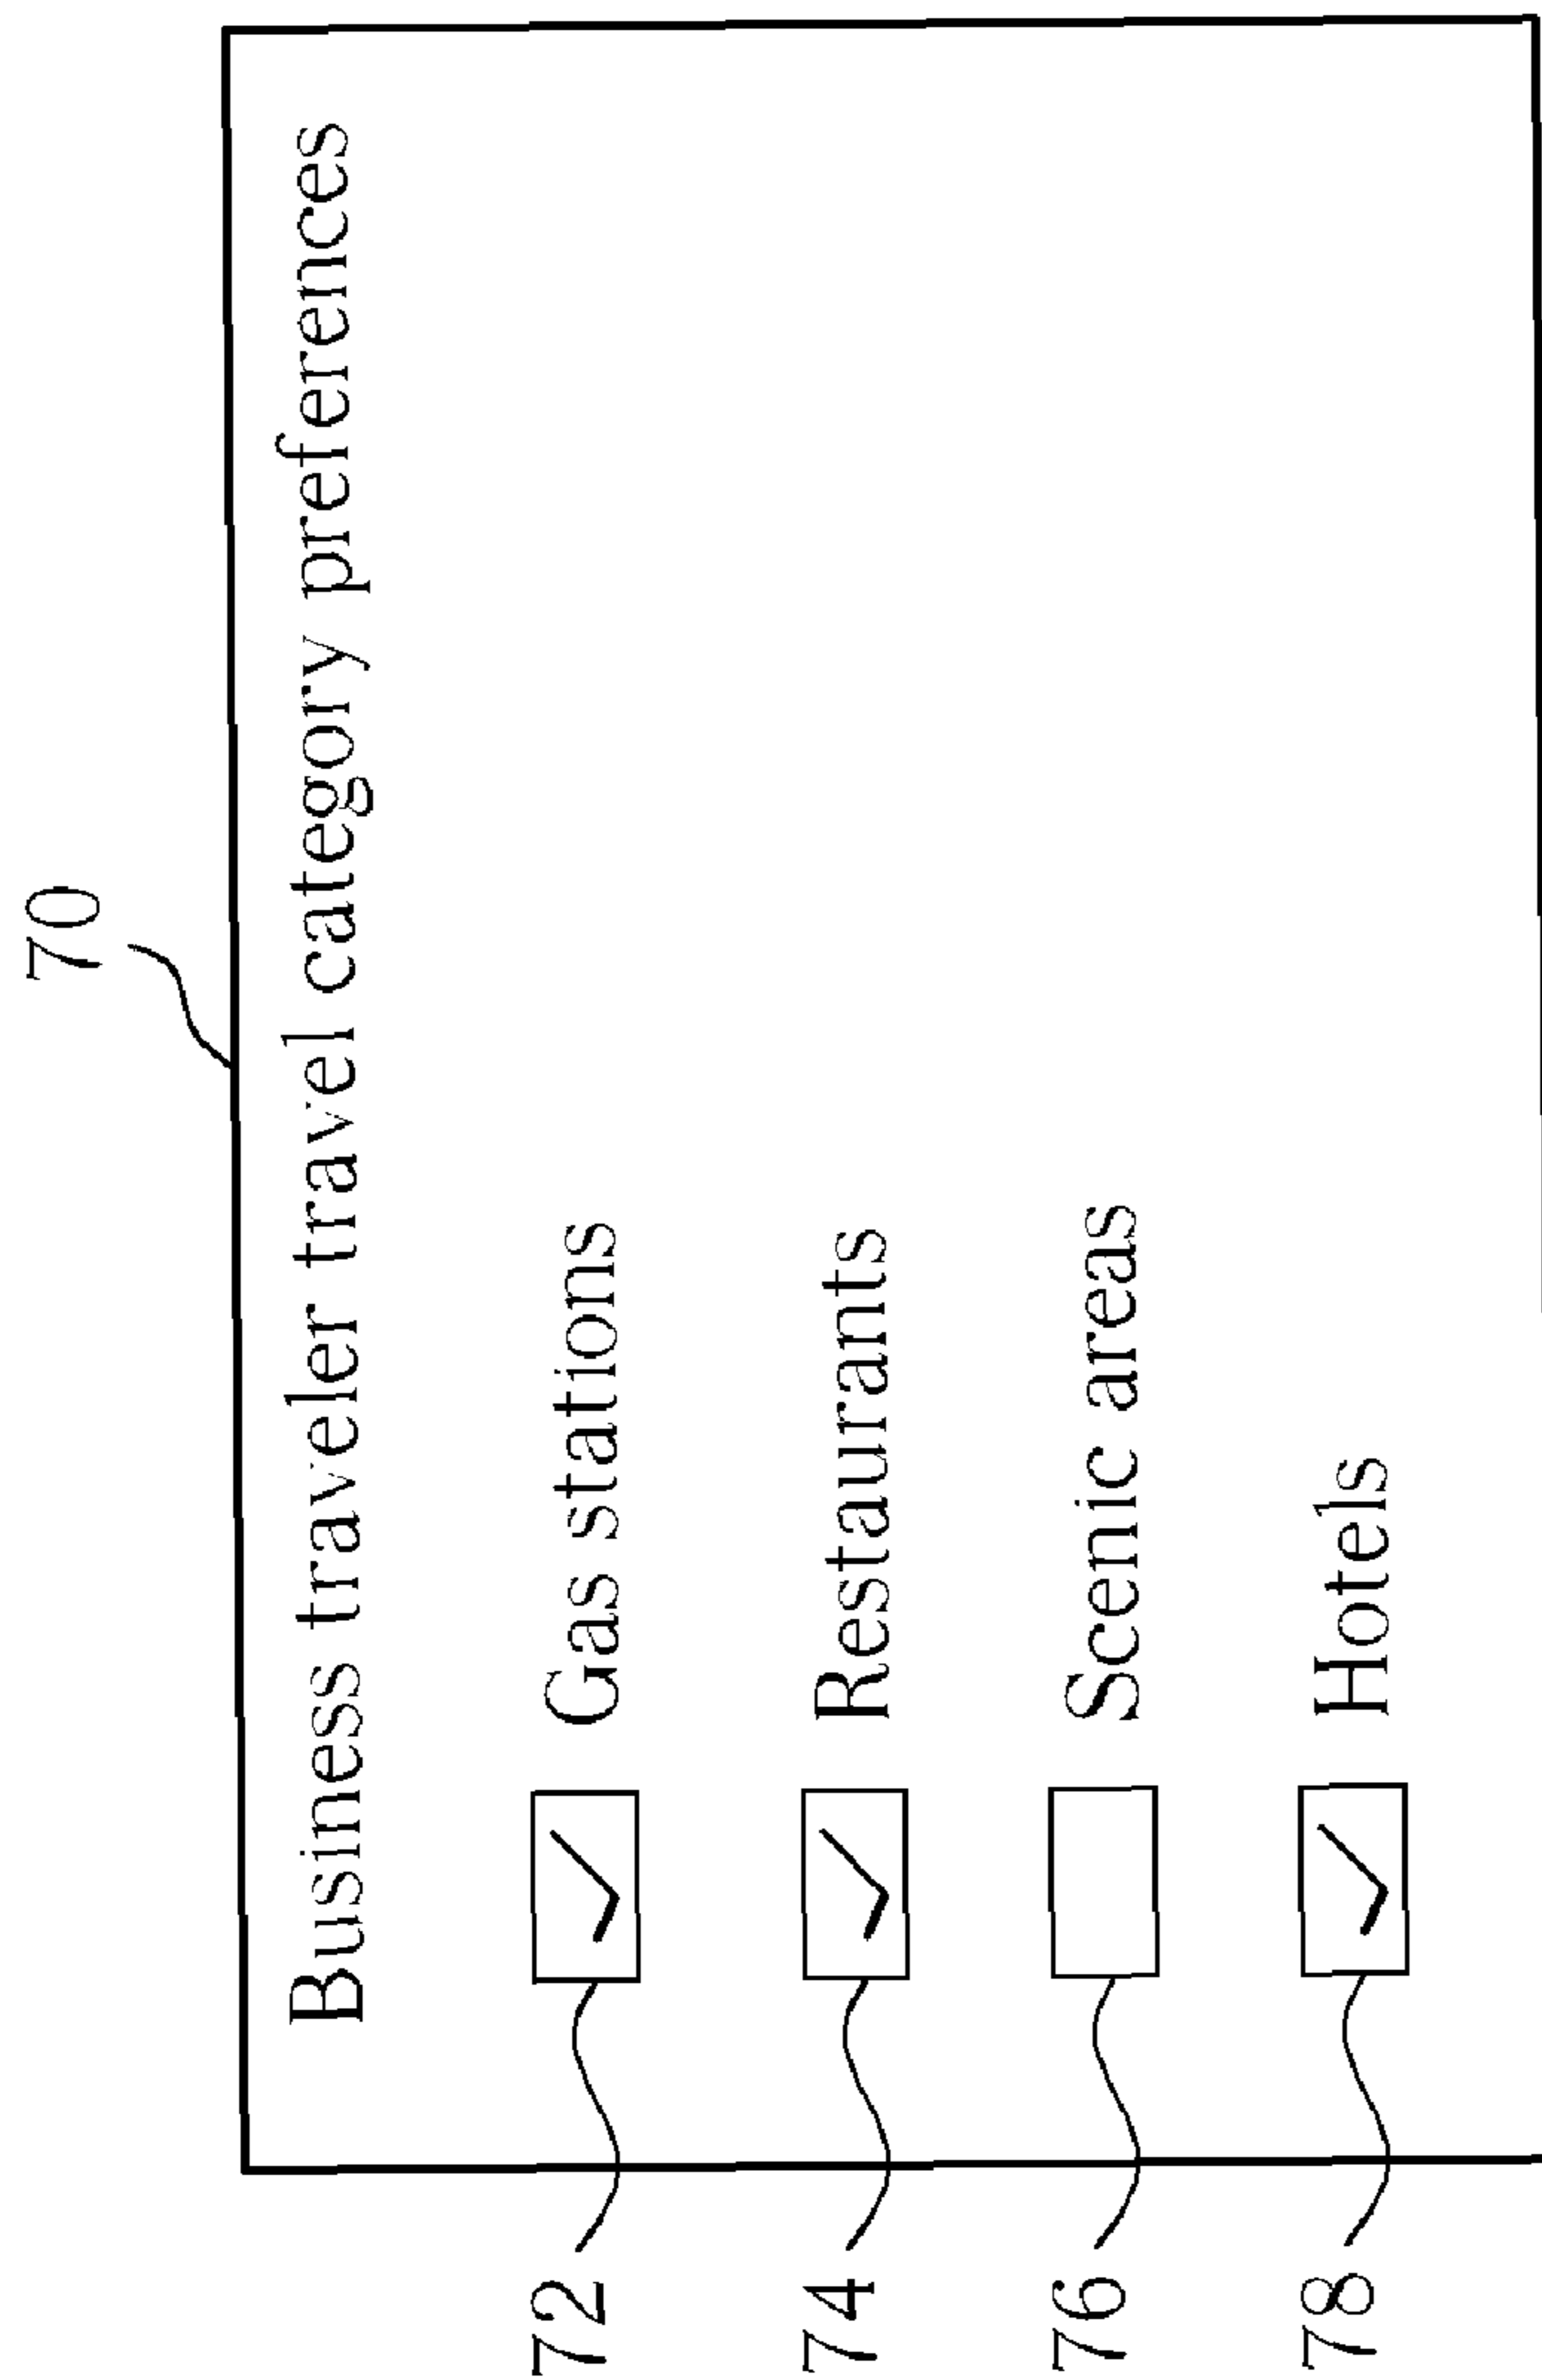 70
Business traveler travel category preferences
72 Gas stations
74 Restaurants
76 Scenic areas
78 Hotels